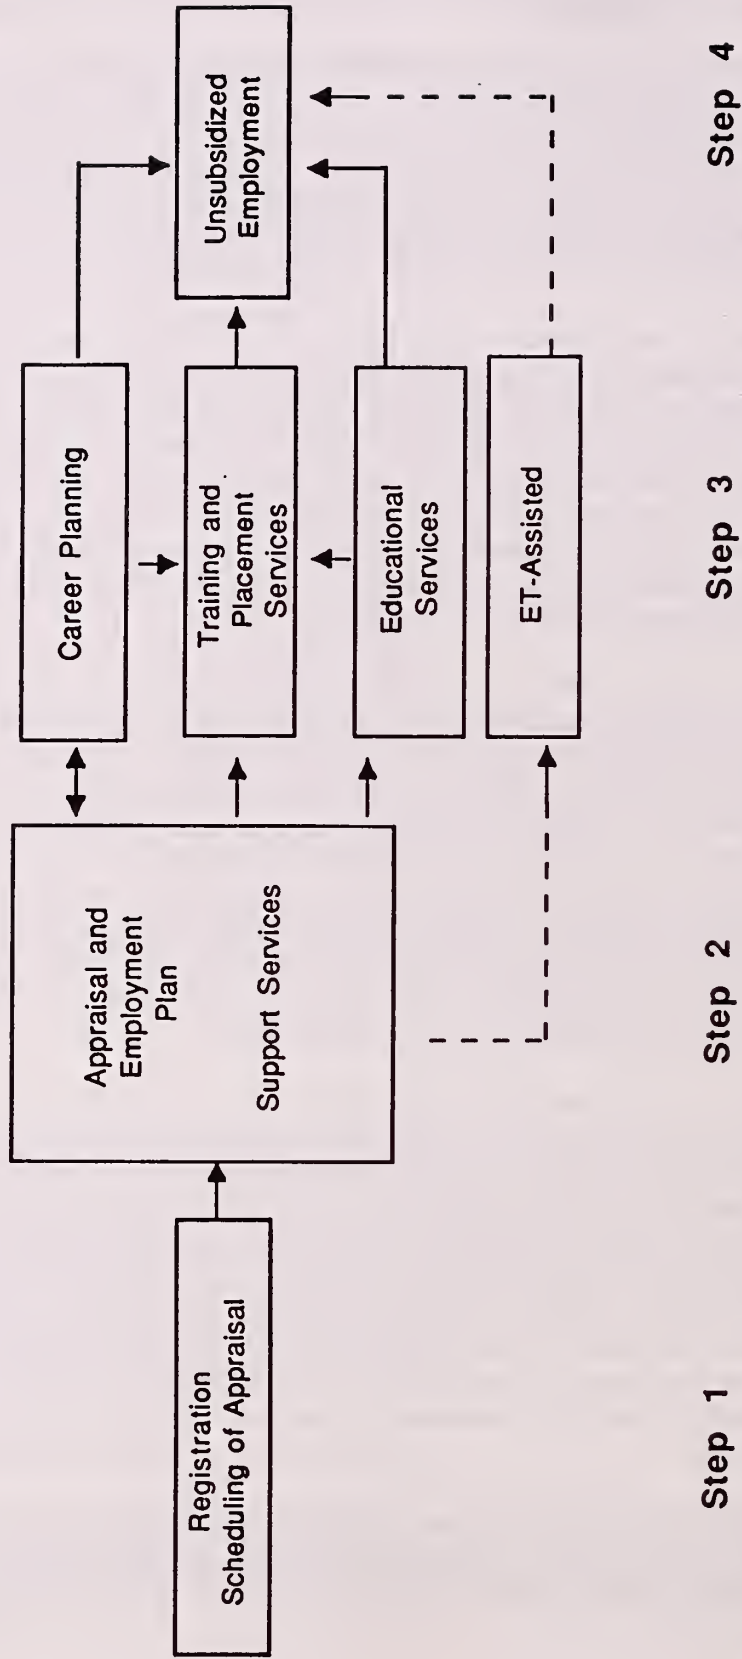 Registration
Scheduling of Appraisal
Appraisal and
Employment
Plan
Support Services
Career Planning
Training and
Placement
Services
Educational
Services
ET-Assisted
Unsubsidized
Employment
Step 1
Step 2
Step 3
Step 4